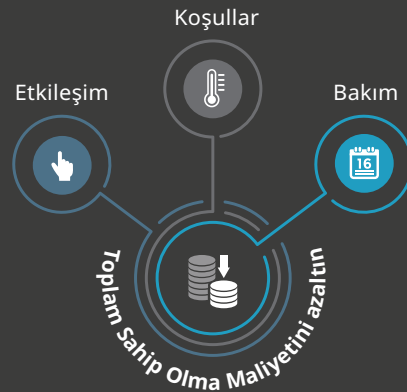 Koşullar
Etkileşim
Bakım
16
Toplam Sahip Olma Maliyetini azaltın